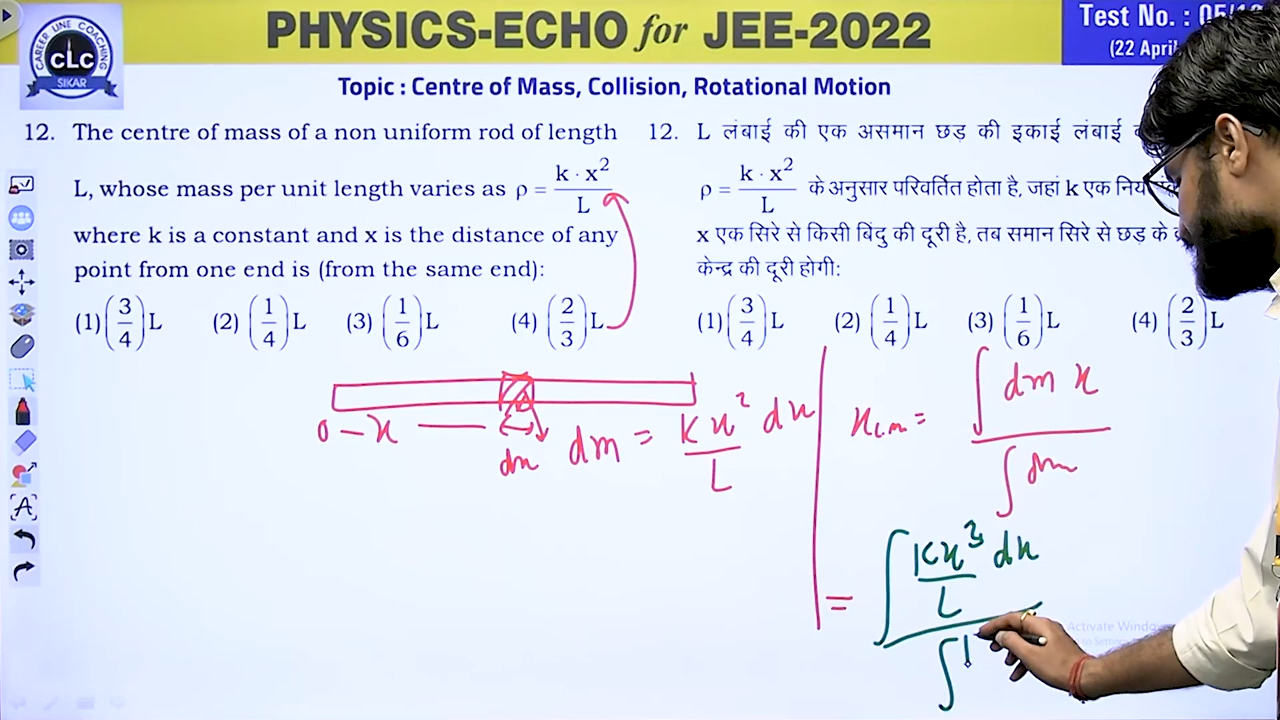 PHYSICS-ECHO for JEE-2022
Test No. : 05/
(22 April
CAREER LINE COACHING
CLC
SIKAR
Topic : Centre of Mass, Collision, Rotational Motion
12. The centre of mass of a non uniform rod of length
L, whose mass per unit length varies as ρ = k · x² / L
where k is a constant and x is the distance of any
point from one end is (from the same end):
(1) (3/4)L (2) (1/4)L (3) (1/6)L (4) (2/3)L
12. L लंबाई की एक असमान छड़ की इकाई लंबाई
ρ = k · x² / L के अनुसार परिवर्तित होता है, जहां k एक
x एक सिरे से किसी बिंदु की दूरी है, तब समान सिरे से छड़ के
केन्द्र की दूरी होगी:
(1) (3/4)L (2) (1/4)L (3) (1/6)L (4) (2/3)L
0 — x —
dx
dm = Kx² / L dx
x c.m = ∫ dm x / ∫ dm
= ∫ Kx³ / L dx / ∫
Activate Windo
to Settin